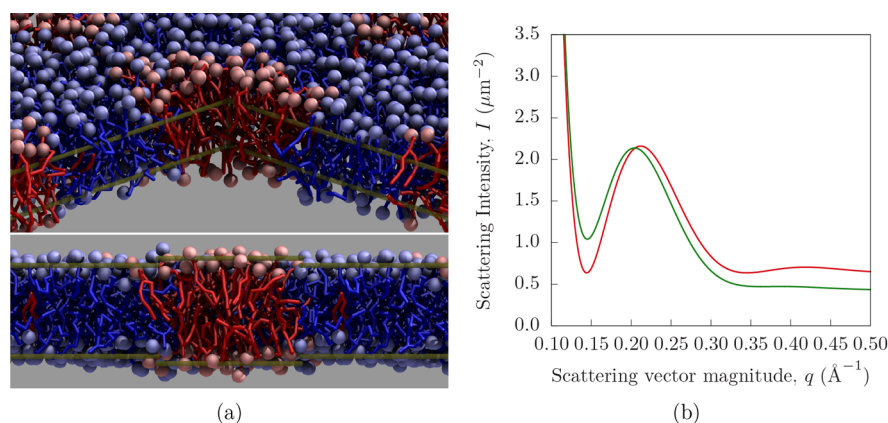 3.5
3.0
2.5
2.0
1.5
1.0
0.5
0.0
Scattering Intensity, I (μm⁻²)
0.10 0.15 0.20 0.25 0.30 0.35 0.40 0.45 0.50
Scattering vector magnitude, q (Å⁻¹)
(a) (b)